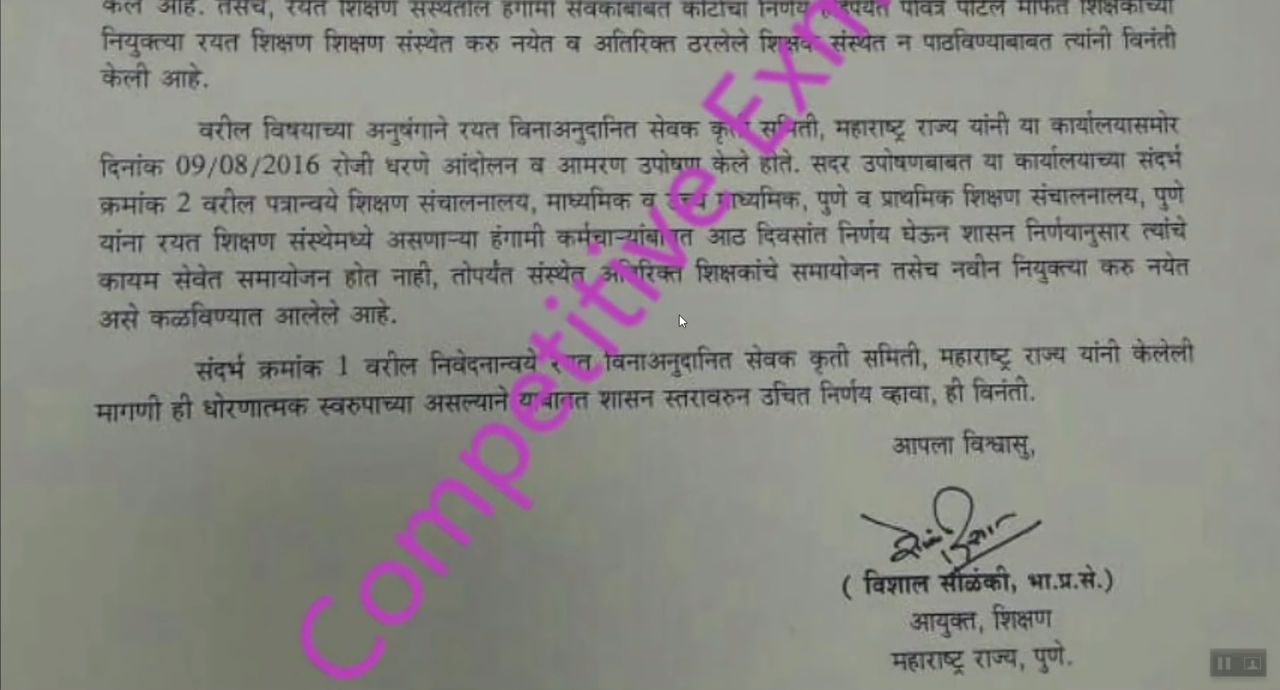 केले आहे. तसेच, रयत शिक्षण संस्थेतील हंगामी सेवकांबाबत कोर्टाचा निर्णय पवित्र पोर्टल मार्फत शिक्षकांच्या
नियुक्त्या रयत शिक्षण शिक्षण संस्थेत करु नयेत व अतिरिक्त ठरलेले शिक्षक संस्थेत न पाठविण्याबाबत त्यांनी विनंती
केली आहे.
वरील विषयाच्या अनुषंगाने रयत विनाअनुदानित सेवक कृती समिती, महाराष्ट्र राज्य यांनी या कार्यालयासमोर
दिनांक 09/08/2016 रोजी धरणे आंदोलन व आमरण उपोषण केले होते. सदर उपोषणबाबत या कार्यालयाच्या संदर्भ
क्रमांक 2 वरील पत्रान्वये शिक्षण संचालनालय, माध्यमिक व उच्च माध्यमिक, पुणे व प्राथमिक शिक्षण संचालनालय, पुणे
यांना रयत शिक्षण संस्थेमध्ये असणाऱ्या हंगामी कर्मचाऱ्यांबाबत आठ दिवसांत निर्णय घेऊन शासन निर्णयानुसार त्यांचे
कायम सेवेत समायोजन होत नाही, तोपर्यंत संस्थेत अतिरिक्त शिक्षकांचे समायोजन तसेच नवीन नियुक्त्या करु नयेत
असे कळविण्यात आलेले आहे.
संदर्भ क्रमांक 1 वरील निवेदनान्वये रयत विनाअनुदानित सेवक कृती समिती, महाराष्ट्र राज्य यांनी केलेली
मागणी ही धोरणात्मक स्वरुपाच्या असल्याने याबाबत शासन स्तरावरुन उचित निर्णय व्हावा, ही विनंती.
आपला विश्वासु,
( विशाल सोळंकी, भा.प्र.से.)
आयुक्त, शिक्षण
महाराष्ट्र राज्य, पुणे.
Competitive Exm